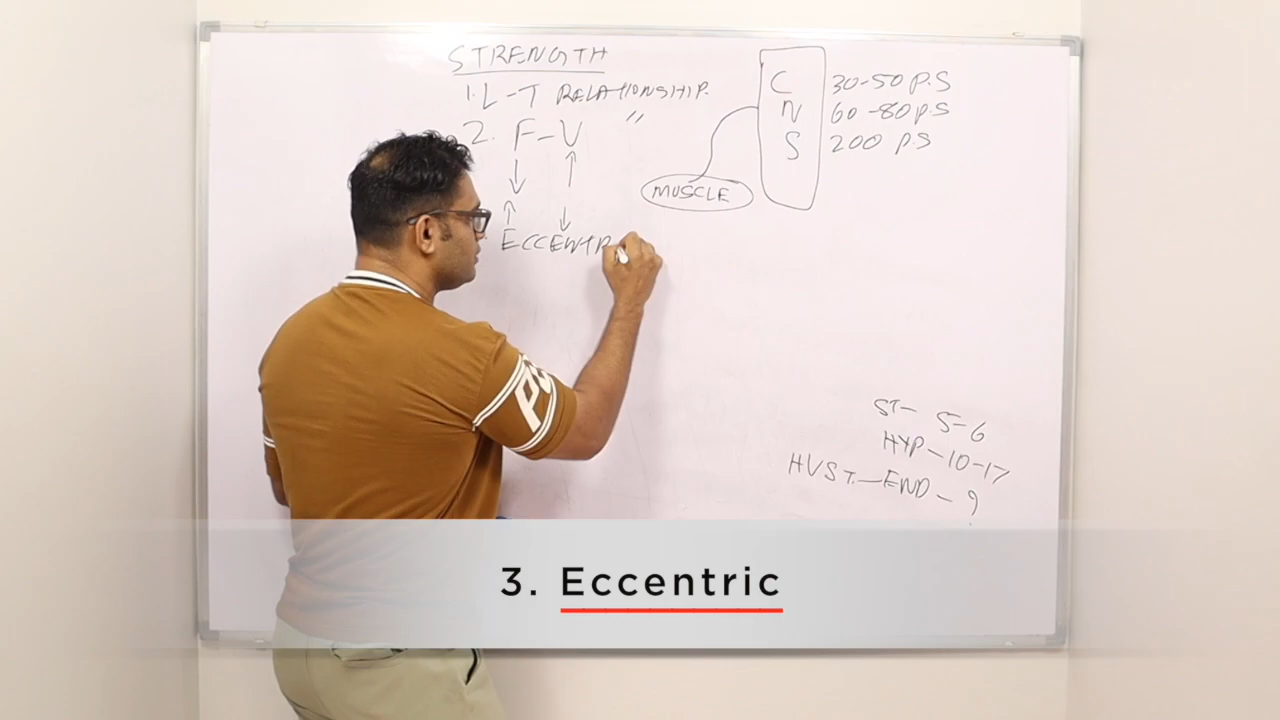 STRENGTH
1. L-T RELATIONSHIP.
2. F-V "
ECCENTR
MUSCLE
C 30-50 P.S
N 60-80 P.S
S 200 P.S
ST- 5-6
HYP-10-17
END- 9
3. Eccentric